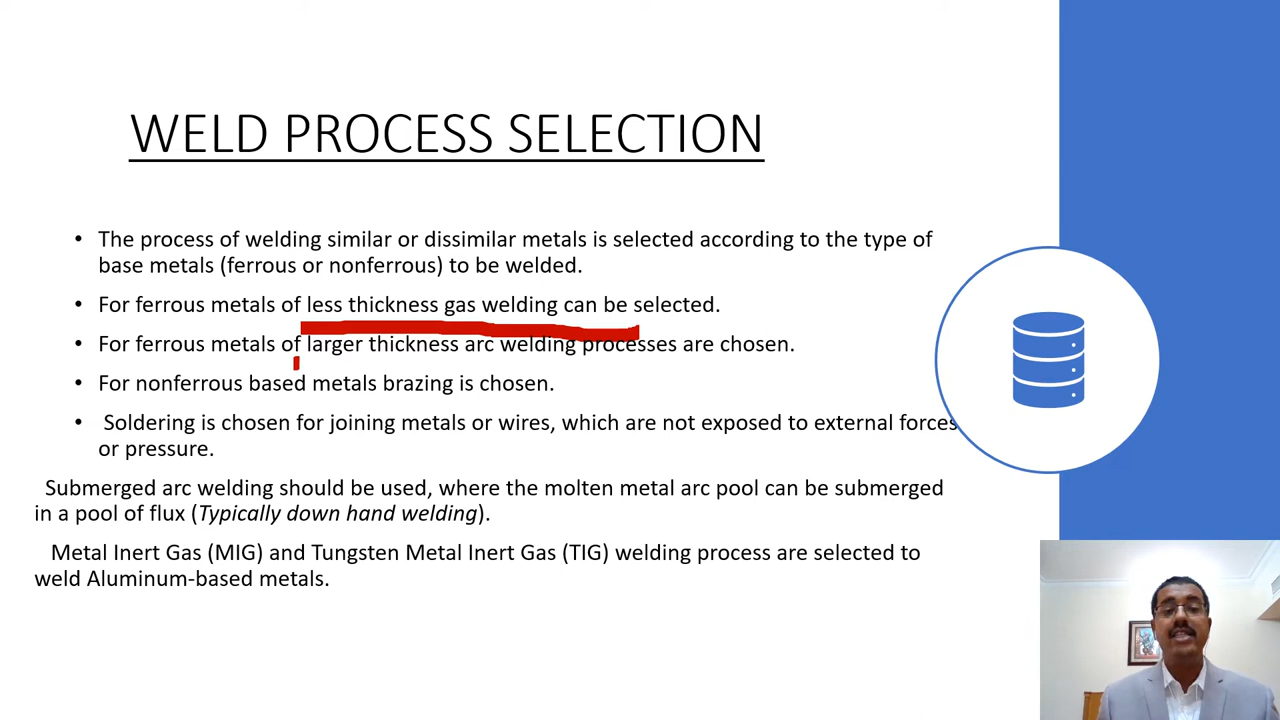 WELD PROCESS SELECTION
• The process of welding similar or dissimilar metals is selected according to the type of
base metals (ferrous or nonferrous) to be welded.
• For ferrous metals of less thickness gas welding can be selected.
• For ferrous metals of larger thickness arc welding processes are chosen.
• For nonferrous based metals brazing is chosen.
• Soldering is chosen for joining metals or wires, which are not exposed to external forces
or pressure.
Submerged arc welding should be used, where the molten metal arc pool can be submerged
in a pool of flux (Typically down hand welding).
Metal Inert Gas (MIG) and Tungsten Metal Inert Gas (TIG) welding process are selected to
weld Aluminum-based metals.